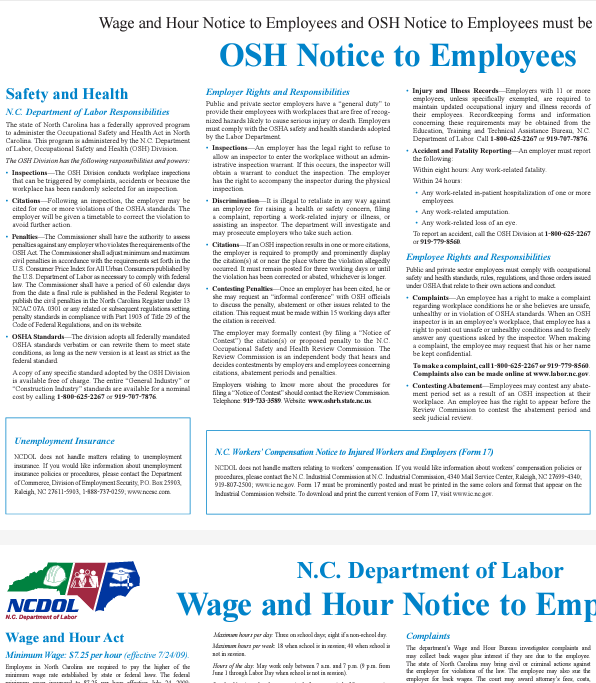 Wage and Hour Notice to Employees and OSH Notice to Employees must be
OSH Notice to Employees
Safety and Health
N.C. Department of Labor Responsibilities
The state of North Carolina has a federally approved program
to administer the Occupational Safety and Health Act in North
Carolina. This program is administered by the N.C. Department
of Labor, Occupational Safety and Health (OSH) Division.
The OSH Division has the following responsibilities and powers:
• Inspections—The OSH Division conducts workplace inspections
that can be triggered by complaints, accidents or because the
workplace has been randomly selected for an inspection.
• Citations—Following an inspection, the employer may be
cited for one or more violations of the OSHA standards. The
employer will be given a timetable to correct the violation to
avoid further action.
• Penalties—The Commissioner shall have the authority to assess
penalties against any employer who violates the requirements of the
OSH Act. The Commissioner shall adjust minimum and maximum
civil penalties in accordance with the requirements set forth in the
U.S. Consumer Price Index for All Urban Consumers published by
the U.S. Department of Labor as necessary to comply with federal
law. The Commissioner shall have a period of 60 calendar days
from the date a final rule is published in the Federal Register to
publish the civil penalties in the North Carolina Register under 13
NCAC 07A .0301 or any related or subsequent regulations setting
penalty standards in compliance with Part 1903 of Title 29 of the
Code of Federal Regulations, and on its website.
• OSHA Standards—The division adopts all federally mandated
OSHA standards verbatim or can rewrite them to meet state
conditions, as long as the new version is at least as strict as the
federal standard.
A copy of any specific standard adopted by the OSH Division
is available free of charge. The entire “General Industry” or
“Construction Industry” standards are available for a nominal
cost by calling 1-800-625-2267 or 919-707-7876.
Unemployment Insurance
NCDOL does not handle matters relating to unemployment
insurance. If you would like information about unemployment
insurance policies or procedures, please contact the Department
of Commerce, Division of Employment Security, P.O. Box 25903,
Raleigh, NC 27611-5903, 1-888-737-0259, www.ncesc.com.
Employer Rights and Responsibilities
Public and private sector employers have a “general duty” to
provide their employees with workplaces that are free of recog-
nized hazards likely to cause serious injury or death. Employers
must comply with the OSHA safety and health standards adopted
by the Labor Department.
• Inspections—An employer has the legal right to refuse to
allow an inspector to enter the workplace without an admin-
istrative inspection warrant. If this occurs, the inspector will
obtain a warrant to conduct the inspection. The employer
has the right to accompany the inspector during the physical
inspection.
• Discrimination—It is illegal to retaliate in any way against
an employee for raising a health or safety concern, filing
a complaint, reporting a work-related injury or illness, or
assisting an inspector. The department will investigate and
may prosecute employers who take such action.
• Citations—If an OSH inspection results in one or more citations,
the employer is required to promptly and prominently display
the citation(s) at or near the place where the violation allegedly
occurred. It must remain posted for three working days or until
the violation has been corrected or abated, whichever is longer.
• Contesting Penalties—Once an employer has been cited, he or
she may request an “informal conference” with OSH officials
to discuss the penalty, abatement or other issues related to the
citation. This request must be made within 15 working days after
the citation is received.
The employer may formally contest (by filing a “Notice of
Contest”) the citation(s) or proposed penalty to the N.C.
Occupational Safety and Health Review Commission. The
Review Commission is an independent body that hears and
decides contestments by employers and employees concerning
citations, abatement periods and penalties.
Employers wishing to know more about the procedures for
filing a “Notice of Contest” should contact the Review Commission.
Telephone: 919-733-3589 Website: www.oshrb.state.nc.us.
• Injury and Illness Records—Employers with 11 or more
employees, unless specifically exempted, are required to
maintain updated occupational injury and illness records of
their employees. Recordkeeping forms and information
concerning these requirements may be obtained from the
Education, Training and Technical Assistance Bureau, N.C.
Department of Labor. Call 1-800-625-2267 or 919-707-7876.
• Accident and Fatality Reporting—An employer must report
the following:
Within eight hours: Any work-related fatality.
Within 24 hours:
• Any work-related in-patient hospitalization of one or more
employees.
• Any work-related amputation.
• Any work-related loss of an eye.
To report an accident, call the OSH Division at 1-800-625-2267
or 919-779-8560.
Employee Rights and Responsibilities
Public and private sector employees must comply with occupational
safety and health standards, rules, regulations, and those orders issued
under OSHA that relate to their own actions and conduct.
• Complaints—An employee has a right to make a complaint
regarding workplace conditions he or she believes are unsafe,
unhealthy or in violation of OSHA standards. When an OSH
inspector is in an employee’s workplace, that employee has a
right to point out unsafe or unhealthy conditions and to freely
answer any questions asked by the inspector. When making
a complaint, the employee may request that his or her name
be kept confidential.
To make a complaint, call 1-800-625-2267 or 919-779-8560.
Complaints also can be made online at www.labor.nc.gov.
• Contesting Abatement—Employees may contest any abate-
ment period set as a result of an OSH inspection at their
workplace. An employee has the right to appear before the
Review Commission to contest the abatement period and
seek judicial review.
N.C. Workers’ Compensation Notice to Injured Workers and Employers (Form 17)
NCDOL does not handle matters relating to workers’ compensation. If you would like information about workers’ compensation policies or
procedures, please contact the N.C. Industrial Commission at N.C. Industrial Commission, 4340 Mail Service Center, Raleigh, NC 27699-4340;
919-807-2500; www.ic.nc.gov. Form 17 must be prominently posted and must be printed in the same colors and format that appear on the
Industrial Commission website. To download and print the current version of Form 17, visit www.ic.nc.gov.
NCDOL
N.C. Department of Labor
N.C. Department of Labor
Wage and Hour Notice to Emp
Wage and Hour Act
Minimum Wage: $7.25 per hour (effective 7/24/09).
Employers in North Carolina are required to pay the higher of the
minimum wage rate established by state or federal laws. The federal
Maximum hours per day: Three on school days; eight if a non-school day.
Maximum hours per week: 18 when school is in session; 40 when school is
not in session.
Hours of the day: May work only between 7 a.m. and 7 p.m. (9 p.m. from
June 1 through Labor Day when school is not in session).
Complaints
The department’s Wage and Hour Bureau investigates complaints and
may collect back wages plus interest if they are due to the employee.
The state of North Carolina may bring civil or criminal actions against
the employer for violations of the law. The employee may also sue the
employer for back wages. The court may award attorney’s fees, costs,